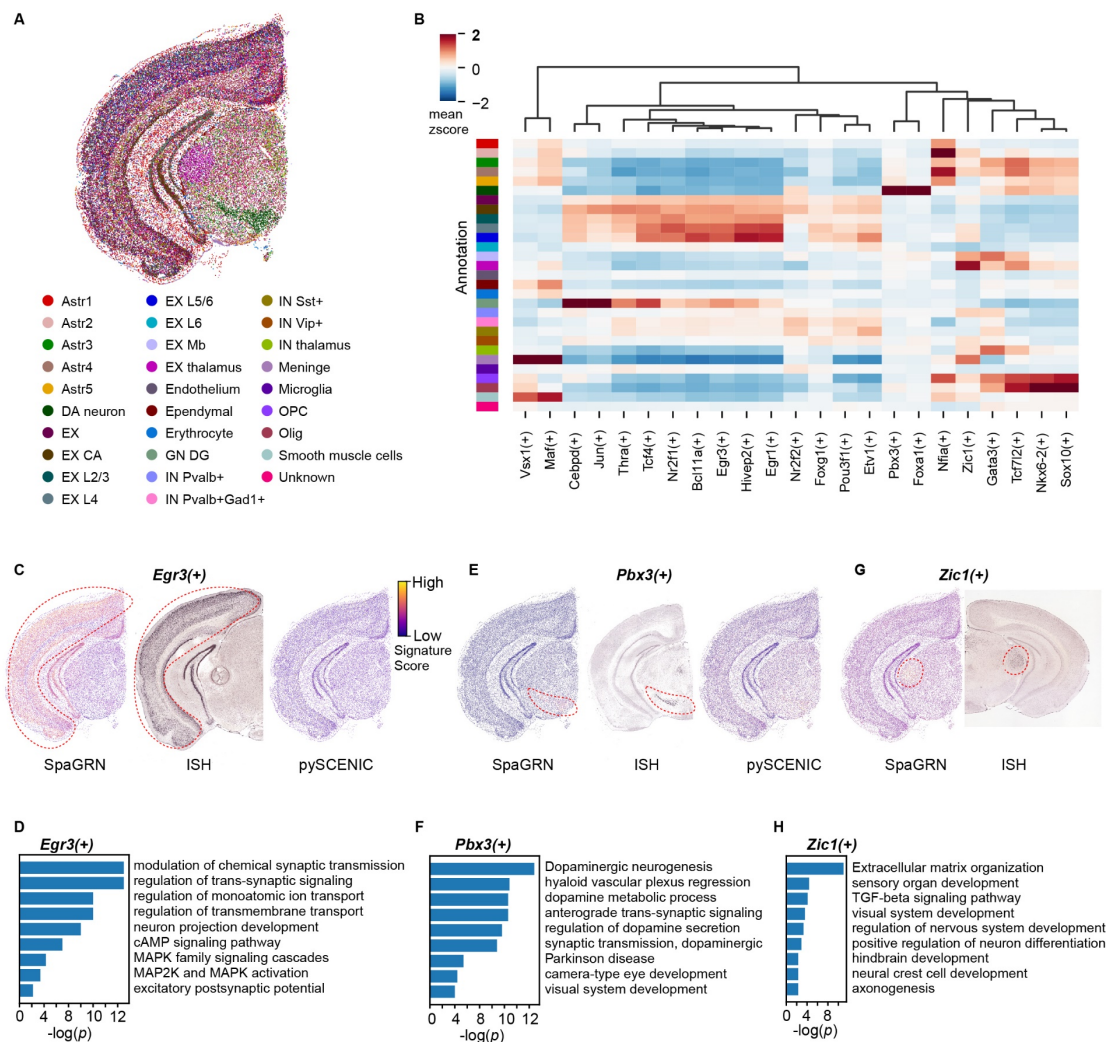 A
Astr1
Astr2
Astr3
Astr4
Astr5
DA neuron
EX
EX CA
EX L2/3
EX L4
EX L5/6
EX L6
EX Mb
EX thalamus
Endothelium
Ependymal
Erythrocyte
GN DG
IN Pvalb+
IN Pvalb+Gad1+
IN Sst+
IN Vip+
IN thalamus
Meninge
Microglia
OPC
Olig
Smooth muscle cells
Unknown
B
2
0
−2
mean
zscore
Annotation
Vsx1(+)
Maf(+)
Cebpd(+)
Jun(+)
Thra(+)
Tcf4(+)
Nr2f1(+)
Bcl11a(+)
Egr3(+)
Hivep2(+)
Egr1(+)
Nr2f2(+)
Foxg1(+)
Pou3f1(+)
Etv1(+)
Pbx3(+)
Foxa1(+)
Nfia(+)
Zic1(+)
Gata3(+)
Tcf7l2(+)
Nkx6-2(+)
Sox10(+)
C
Egr3(+)
High
Low
Signature
Score
SpaGRN
ISH
pySCENIC
E
Pbx3(+)
SpaGRN
ISH
pySCENIC
G
Zic1(+)
SpaGRN
ISH
D
Egr3(+)
modulation of chemical synaptic transmission
regulation of trans-synaptic signaling
regulation of monoatomic ion transport
regulation of transmembrane transport
neuron projection development
cAMP signaling pathway
MAPK family signaling cascades
MAP2K and MAPK activation
excitatory postsynaptic potential
0 4 8 12
-log(p)
F
Pbx3(+)
Dopaminergic neurogenesis
hyaloid vascular plexus regression
dopamine metabolic process
anterograde trans-synaptic signaling
regulation of dopamine secretion
synaptic transmission, dopaminergic
Parkinson disease
camera-type eye development
visual system development
0 4 8 12
-log(p)
H
Zic1(+)
Extracellular matrix organization
sensory organ development
TGF-beta signaling pathway
visual system development
regulation of nervous system development
positive regulation of neuron differentiation
hindbrain development
neural crest cell development
axonogenesis
0 4 8
-log(p)